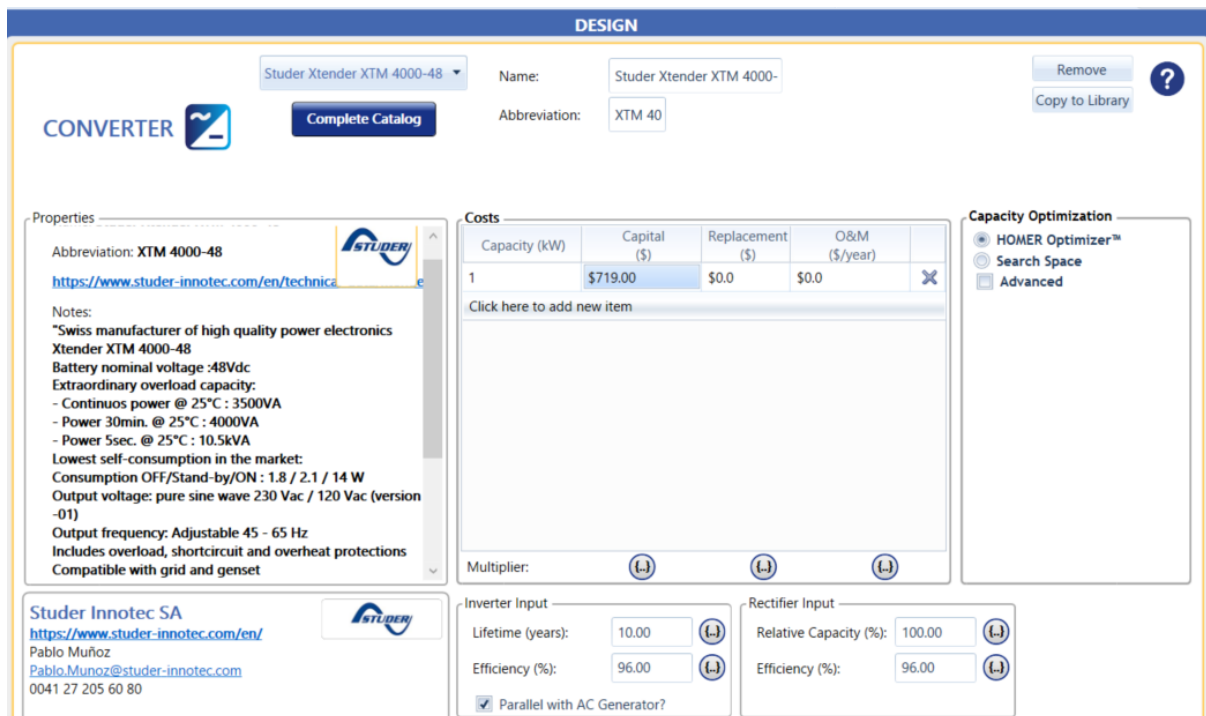 DESIGN
Studer Xtender XTM 4000-48
Name:
Studer Xtender XTM 4000-
Remove
Complete Catalog
Abbreviation:
XTM 40
Copy to Library
CONVERTER
Properties
Abbreviation: XTM 4000-48
STUDER
https://www.studer-innotec.com/en/technica
Notes:
"Swiss manufacturer of high quality power electronics
Xtender XTM 4000-48
Battery nominal voltage :48Vdc
Extraordinary overload capacity:
- Continuos power @ 25°C : 3500VA
- Power 30min. @ 25°C : 4000VA
- Power 5sec. @ 25°C : 10.5kVA
Lowest self-consumption in the market:
Consumption OFF/Stand-by/ON : 1.8 / 2.1 / 14 W
Output voltage: pure sine wave 230 Vac / 120 Vac (version
-01)
Output frequency: Adjustable 45 - 65 Hz
Includes overload, shortcircuit and overheat protections
Compatible with grid and genset
Costs
Capacity (kW) Capital ($) Replacement ($) O&M ($/year)
1 $719.00 $0.0 $0.0
Click here to add new item
Multiplier: {..} {..} {..}
Capacity Optimization
HOMER Optimizer™
Search Space
Advanced
Studer Innotec SA
STUDER
https://www.studer-innotec.com/en/
Pablo Muñoz
Pablo.Munoz@studer-innotec.com
0041 27 205 60 80
Inverter Input
Lifetime (years): 10.00 {..}
Efficiency (%): 96.00 {..}
Parallel with AC Generator?
Rectifier Input
Relative Capacity (%): 100.00 {..}
Efficiency (%): 96.00 {..}